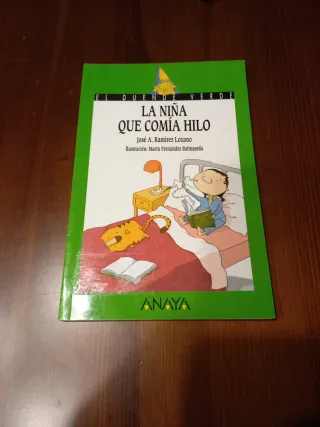 EL DUENDE VERDE
LA NIÑA
QUE COMÍA HILO
José A. Ramírez Lozano
Ilustración: Marta Fernández Balmaseda
ANAYA